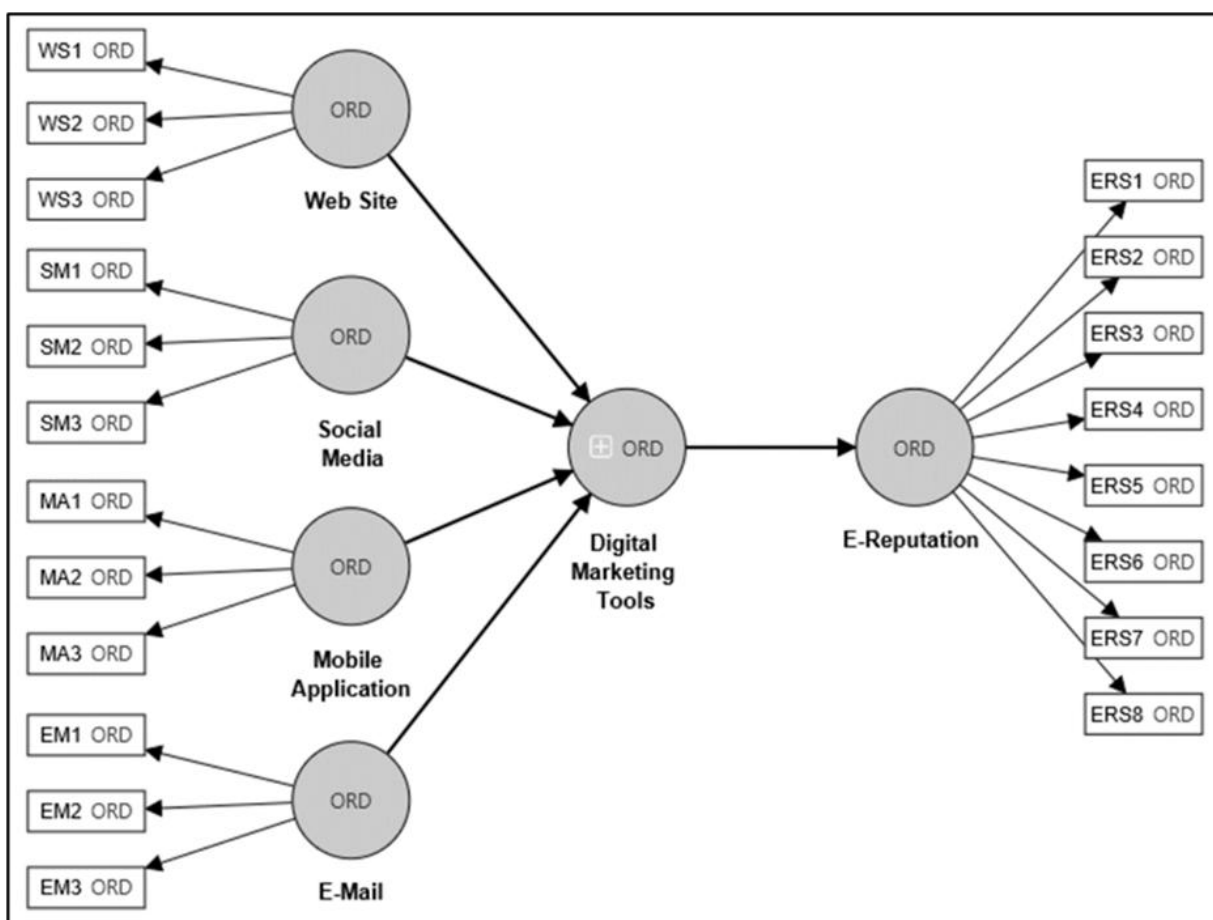 WS1 ORD
WS2 ORD
WS3 ORD
ORD
Web Site
SM1 ORD
SM2 ORD
SM3 ORD
ORD
Social
Media
MA1 ORD
MA2 ORD
MA3 ORD
ORD
Mobile
Application
EM1 ORD
EM2 ORD
EM3 ORD
ORD
E-Mail
ORD
Digital
Marketing
Tools
ORD
E-Reputation
ERS1 ORD
ERS2 ORD
ERS3 ORD
ERS4 ORD
ERS5 ORD
ERS6 ORD
ERS7 ORD
ERS8 ORD